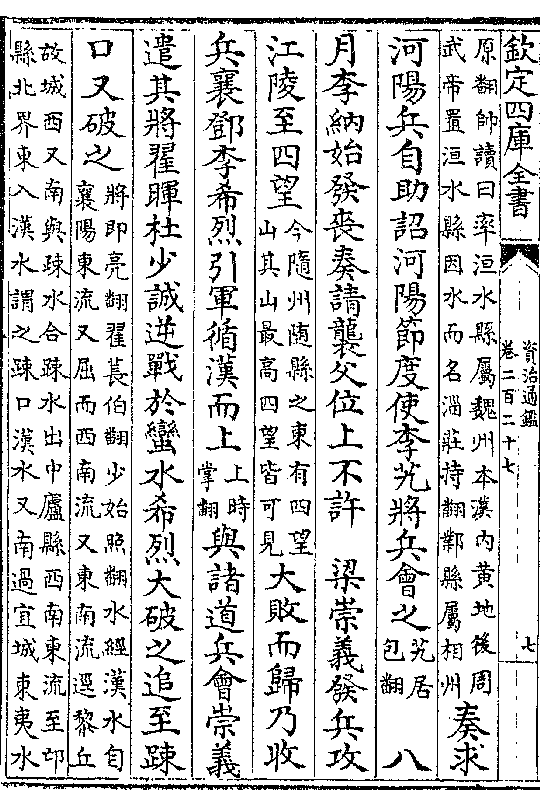 欽定四庫全書
資治通鑑
卷二百二十七
七
原翻帥讀曰率洹水縣屬魏州本漢内黄地後周
武帝置洹水縣因水而名淄莊持翻鄴縣屬相州
奏求
河陽兵自助詔河陽節度使李艽將兵會之
艽居
包翻
八
月李納始發喪奏請襲父位上不許　梁崇義發兵攻
江陵至四望
今隨州隨縣之東有四望
山其山最高四望皆可見
大敗而歸乃收
兵襄鄧李希烈引軍循漢而上
上時
掌翻
與諸道兵會崇義
遣其將翟暉杜少誠逆戰於蠻水希烈大破之追至踈
口又破之
將即亮翻翟萇伯翻少始照翻水經漢水自
襄陽東流又屈而西南流又東南流逕黎丘
故城西又南與踈水合踈水出中廬縣西南東流至邔
縣北界東入漢水謂之踈口漢水又南過宜城東夷水